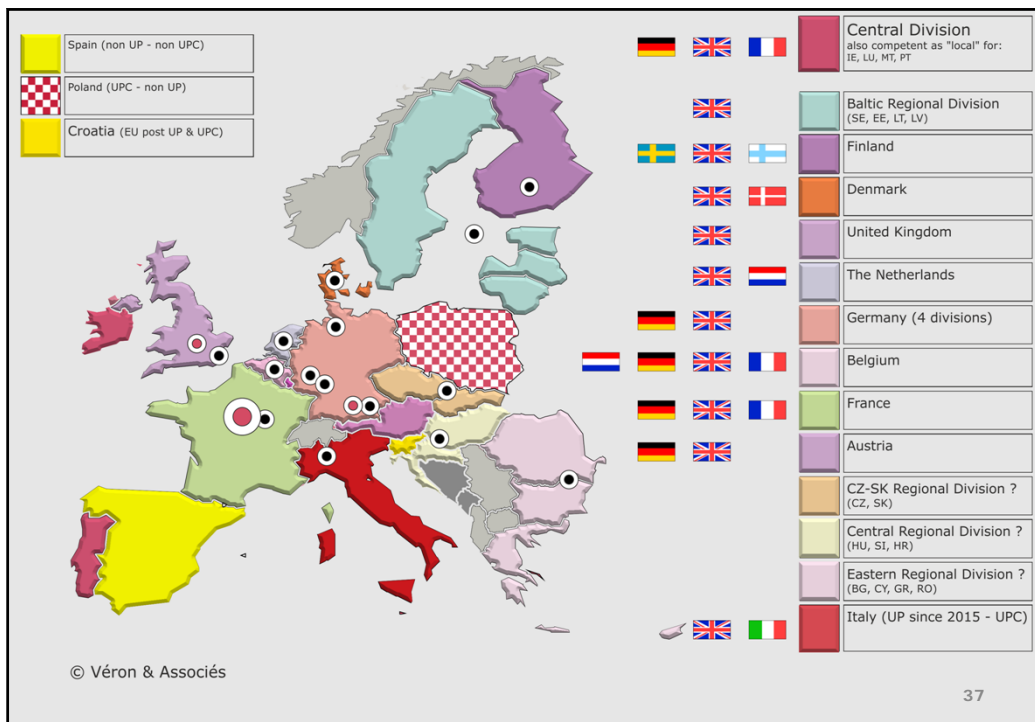 Spain (non UP - non UPC)
Poland (UPC - non UP)
Croatia (EU post UP & UPC)
Central Division
also competent as "local" for:
IE, LU, MT, PT
Baltic Regional Division
(SE, EE, LT, LV)
Finland
Denmark
United Kingdom
The Netherlands
Germany (4 divisions)
Belgium
France
Austria
CZ-SK Regional Division ?
(CZ, SK)
Central Regional Division ?
(HU, SI, HR)
Eastern Regional Division ?
(BG, CY, GR, RO)
Italy (UP since 2015 - UPC)
© Véron & Associés
37